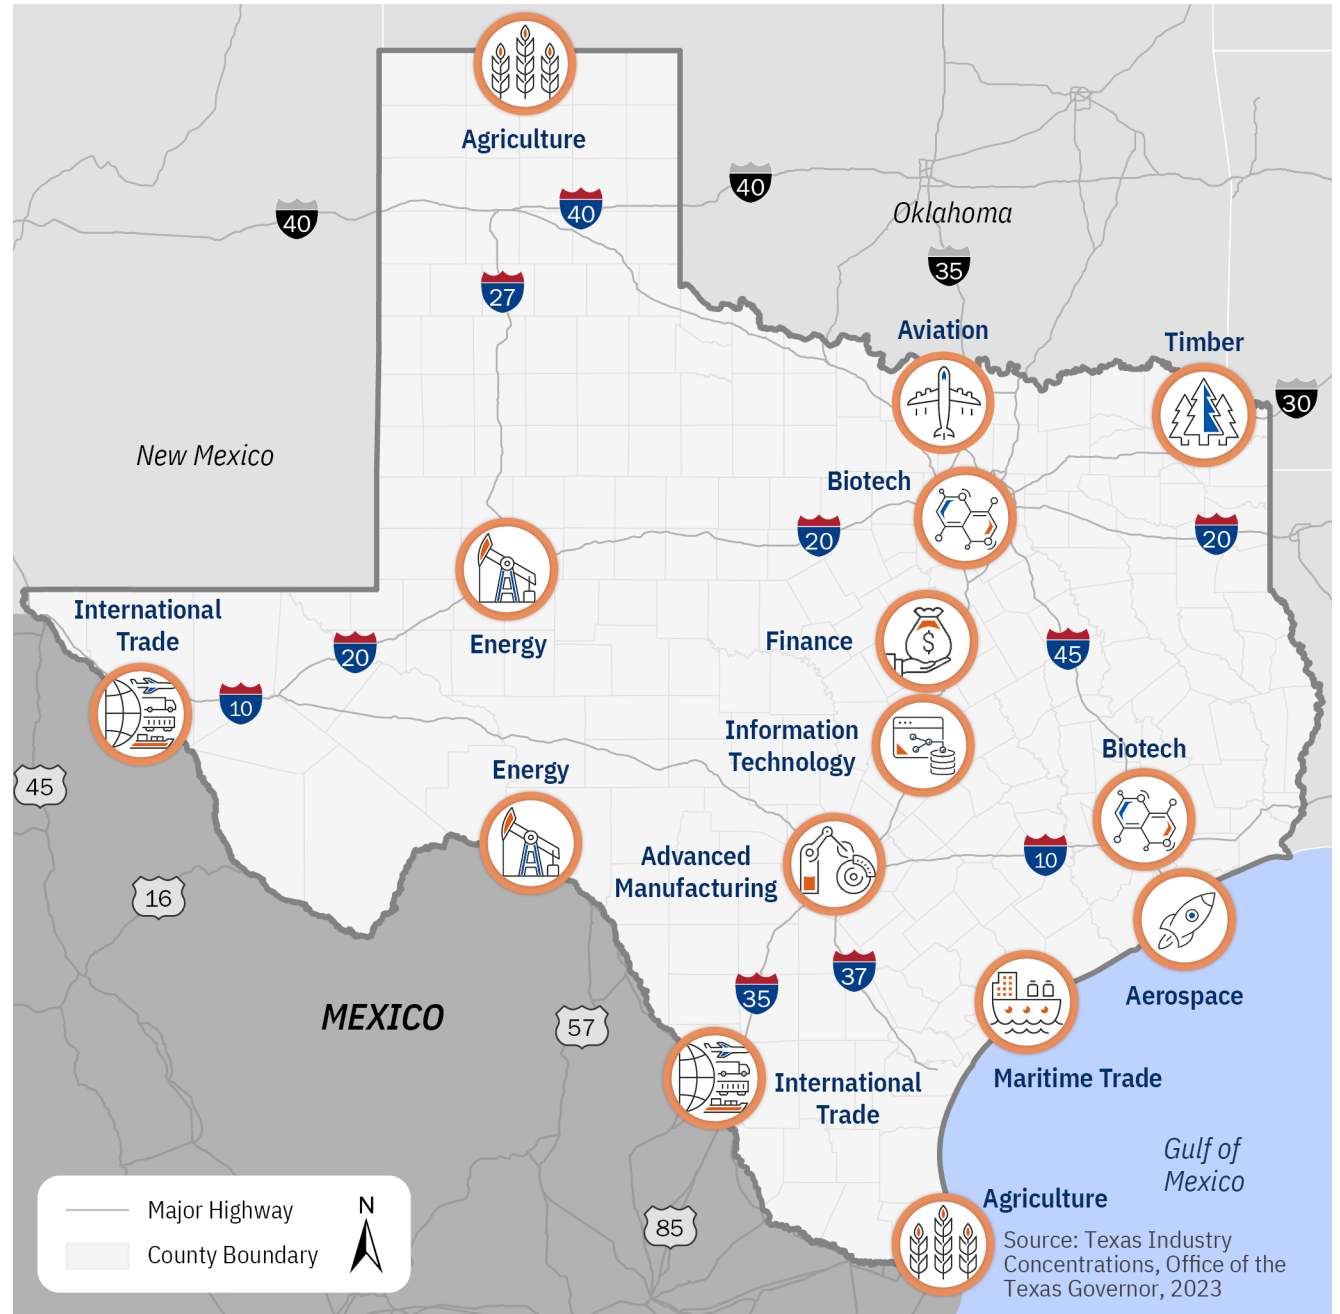 Agriculture
40
40
40
Oklahoma
35
27
Aviation
Timber
30
New Mexico
Biotech
20
20
International
Trade
Energy
Finance
$
20
45
10
Information
Technology
Biotech
Energy
45
Advanced
Manufacturing
10
16
37
35
Aerospace
MEXICO
57
Maritime Trade
International
Trade
Gulf of
Mexico
Agriculture
85
Major Highway
N
County Boundary
Source: Texas Industry
Concentrations, Office of the
Texas Governor, 2023